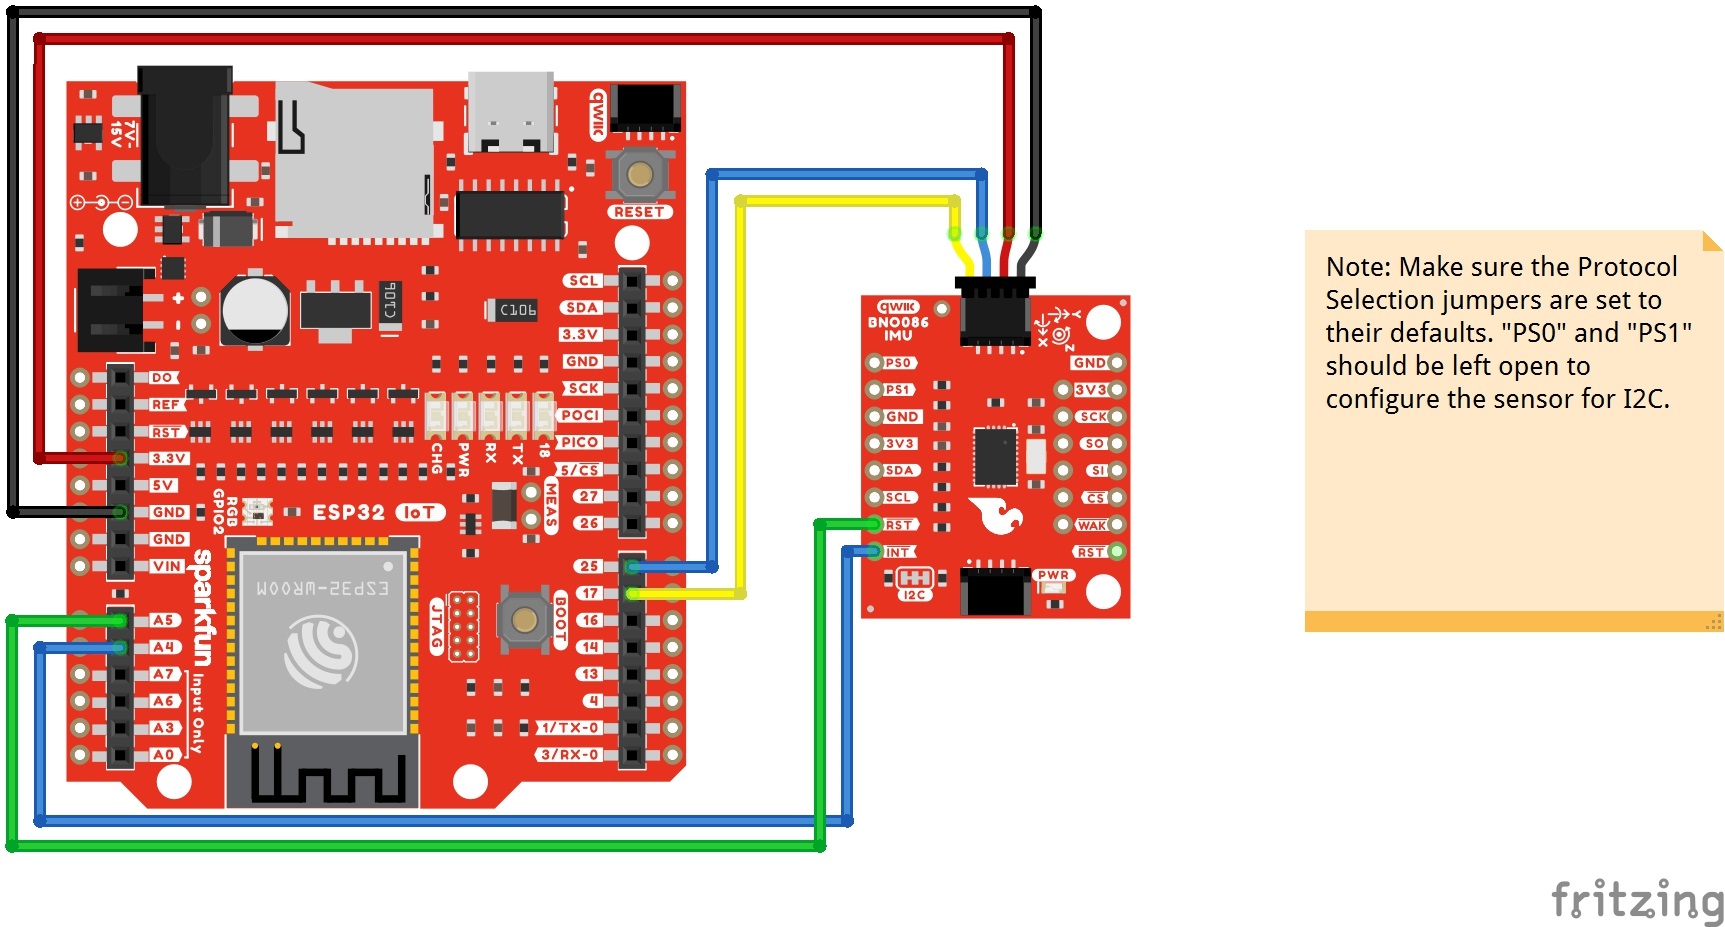 7V-
15V
qwiic
RESET
SCL
SDA
3.3V
GND
SCK
POCI
PICO
5/CS
27
26
C106
C106
+
-
DO
REF
RST
3.3V
5V
GND
GND
VIN
CHG
PWR
RX
TX
18
MEAS
RGB
GPIO2
ESP32 IoT
sparkfun
ESP32-WROOM
JTAG
BOOT
25
17
16
14
13
4
1/TX-0
3/RX-0
A5
A4
A7
A6
A3
A0
Input Only
qwiic
BNO086
IMU
X
Y
Z
PS0
PS1
GND
3V3
SDA
SCL
RST
INT
GND
3V3
SCK
SO
SI
CS
WAK
RST
I2C
PWR
Note: Make sure the Protocol
Selection jumpers are set to
their defaults. "PS0" and "PS1"
should be left open to
configure the sensor for I2C.
fritzing